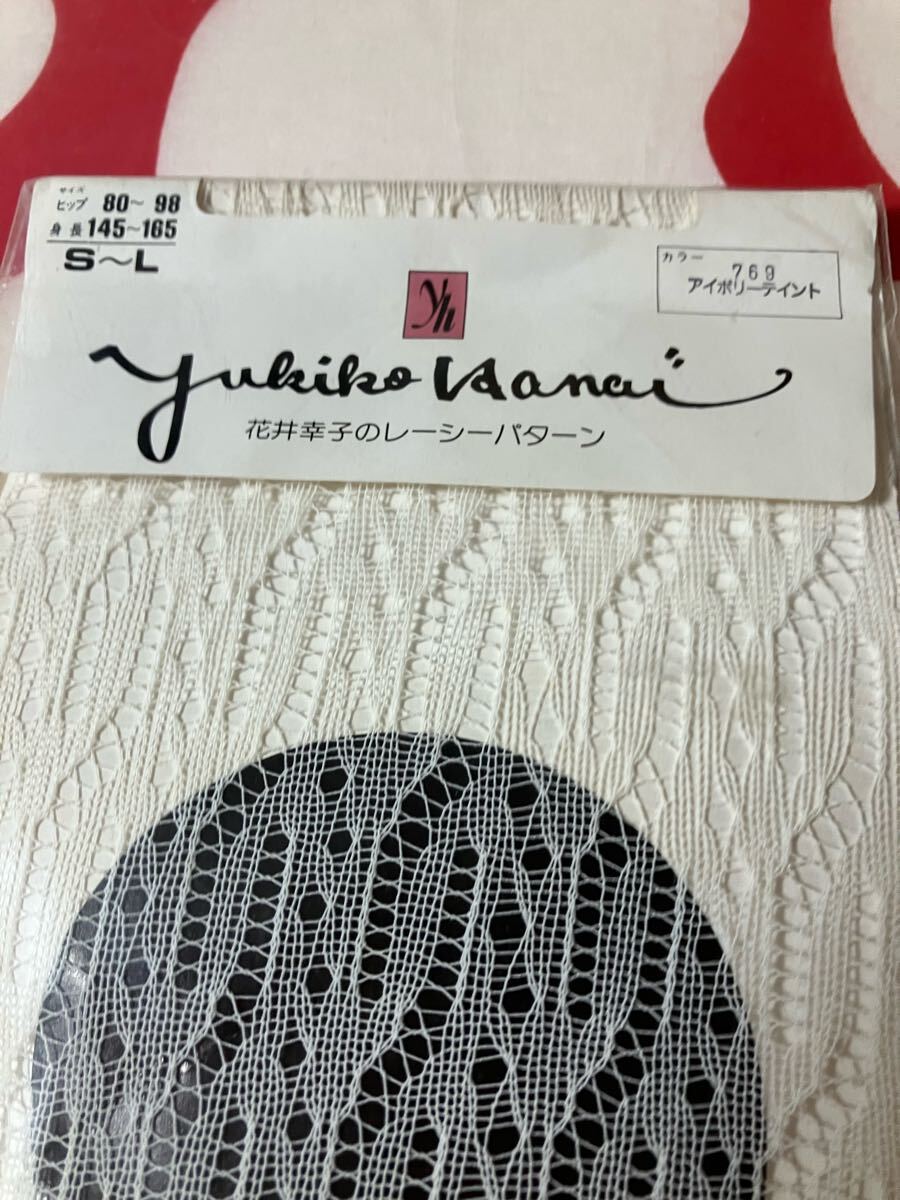 サイズ
ヒップ 80〜98
身長 145〜165
S〜L
カラー
769
アイボリーテイント
yh
Yukiko Hanai
花井幸子のレーシーパターン